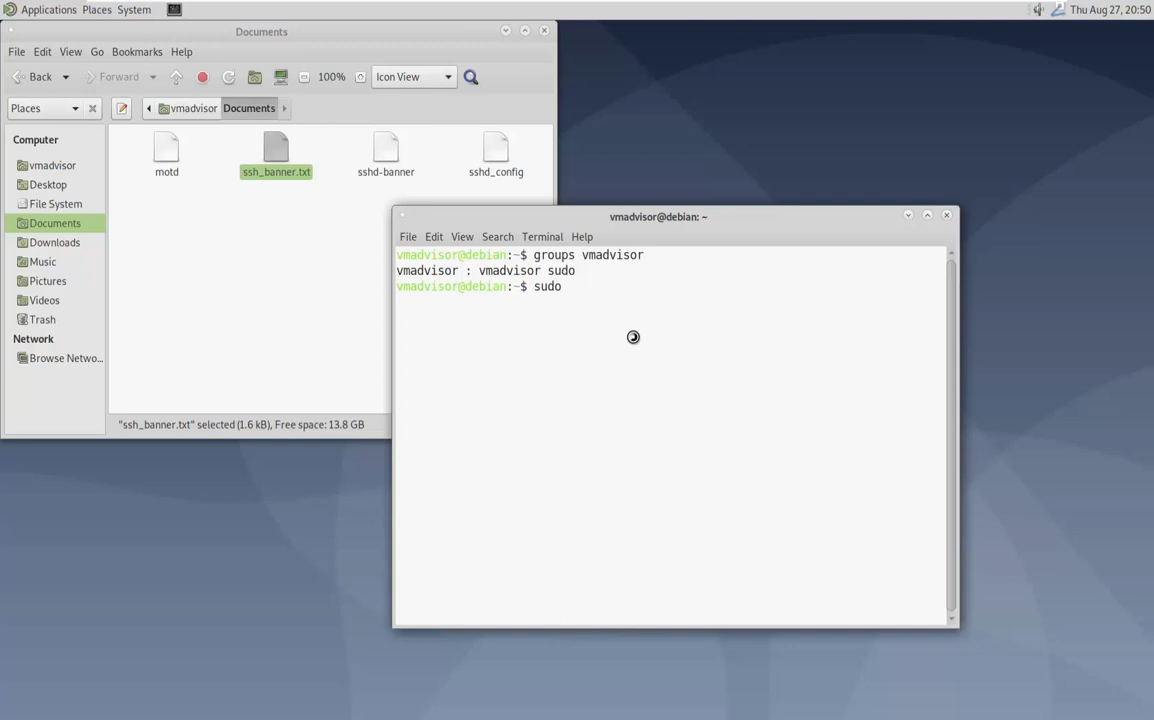 Applications Places System
Thu Aug 27, 20:50
Documents
File Edit View Go Bookmarks Help
Back Forward 100% Icon View
Places vmadvisor Documents
Computer
vmadvisor
Desktop
File System
Documents
Downloads
Music
Pictures
Videos
Trash
Network
Browse Netwo...
motd ssh_banner.txt sshd-banner sshd_config
"ssh_banner.txt" selected (1.6 kB), Free space: 13.8 GB
vmadvisor@debian: ~
File Edit View Search Terminal Help
vmadvisor@debian:~$ groups vmadvisor
vmadvisor : vmadvisor sudo
vmadvisor@debian:~$ sudo